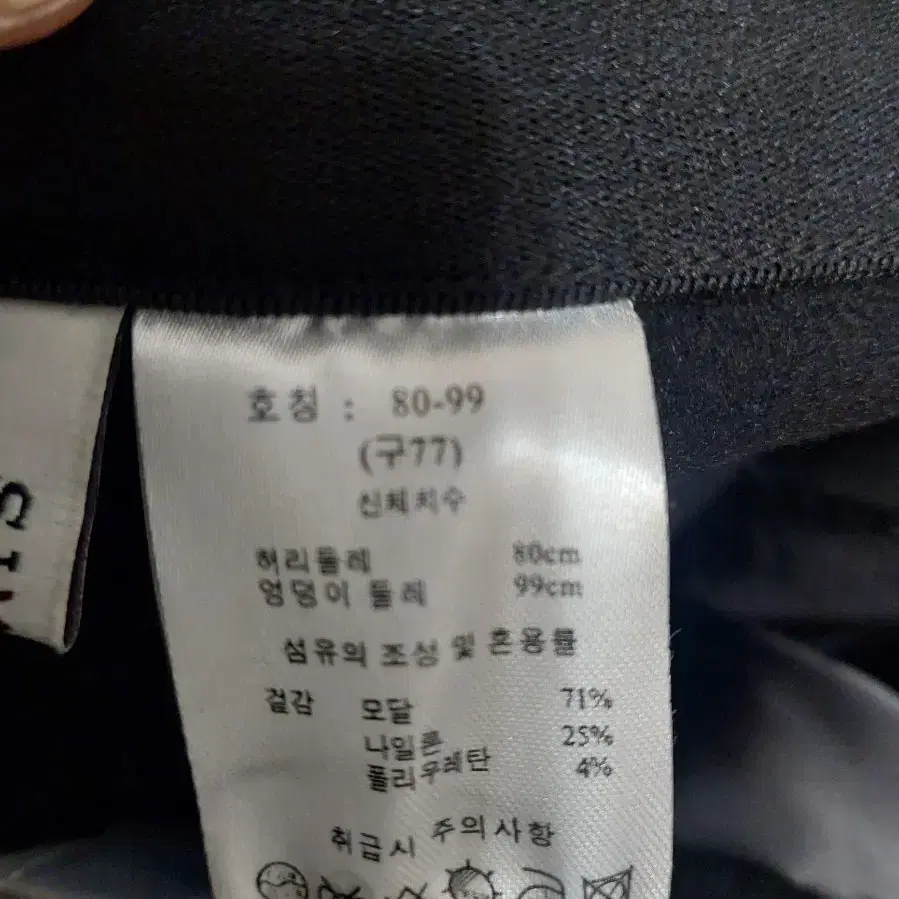 호칭 : 80-99
(구77)
신체치수
허리둘레 80cm
엉덩이 둘레 99cm
섬유의 조성 및 혼용률
겉감 모달 71%
나일론 25%
폴리우레탄 4%
취급시 주의사항